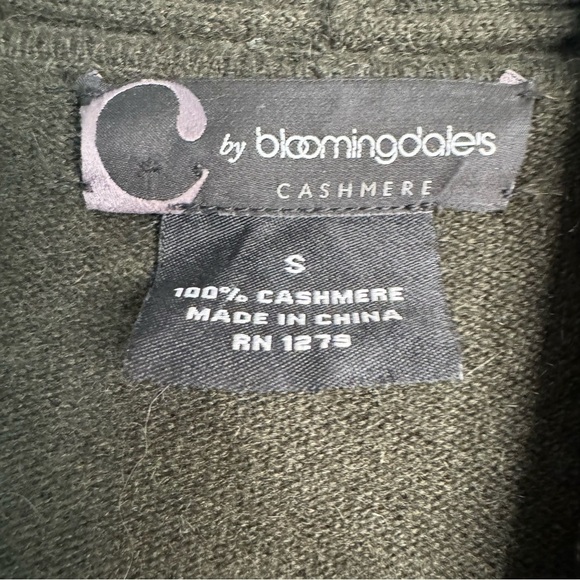 C by bloomingdale's
CASHMERE
S
100% CASHMERE
MADE IN CHINA
RN 1279